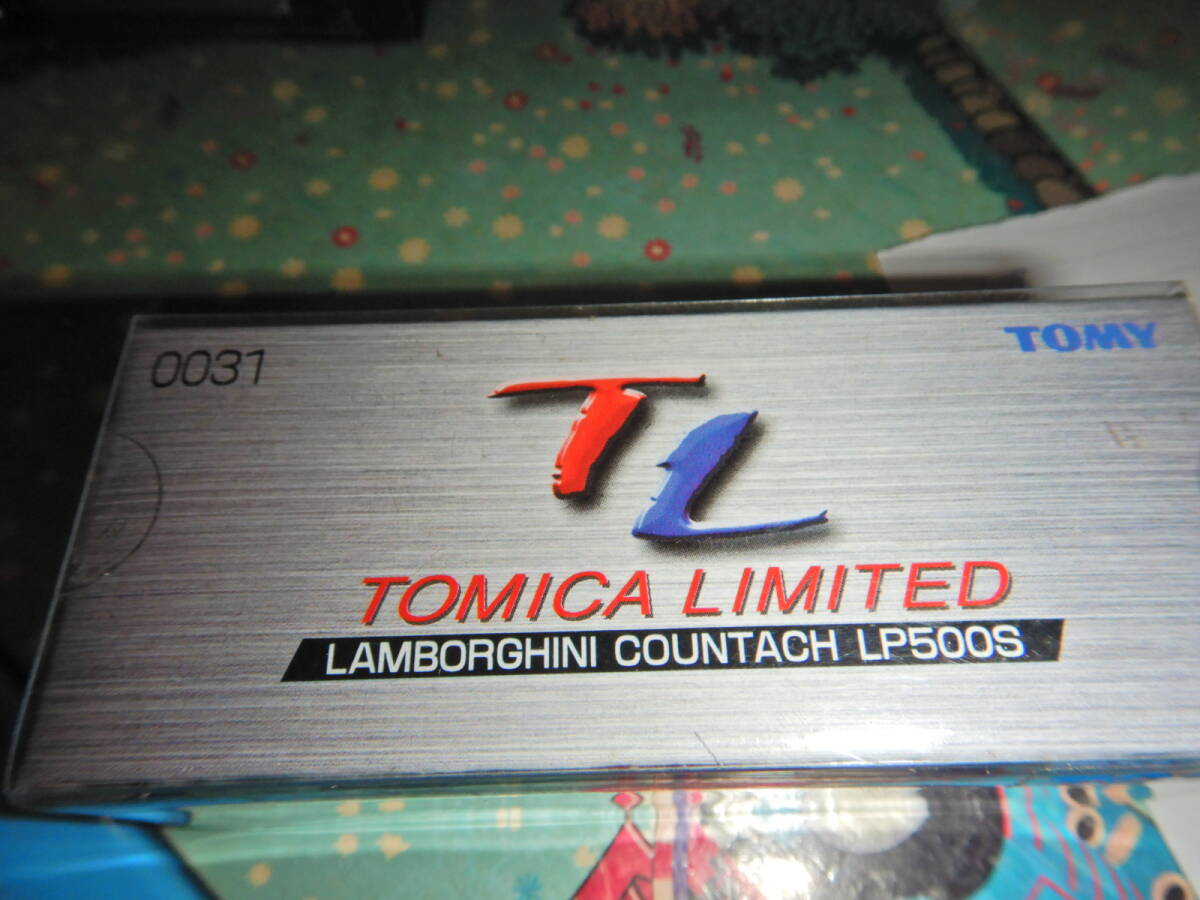 0031
TOMY
TL
TOMICA LIMITED
LAMBORGHINI COUNTACH LP500S